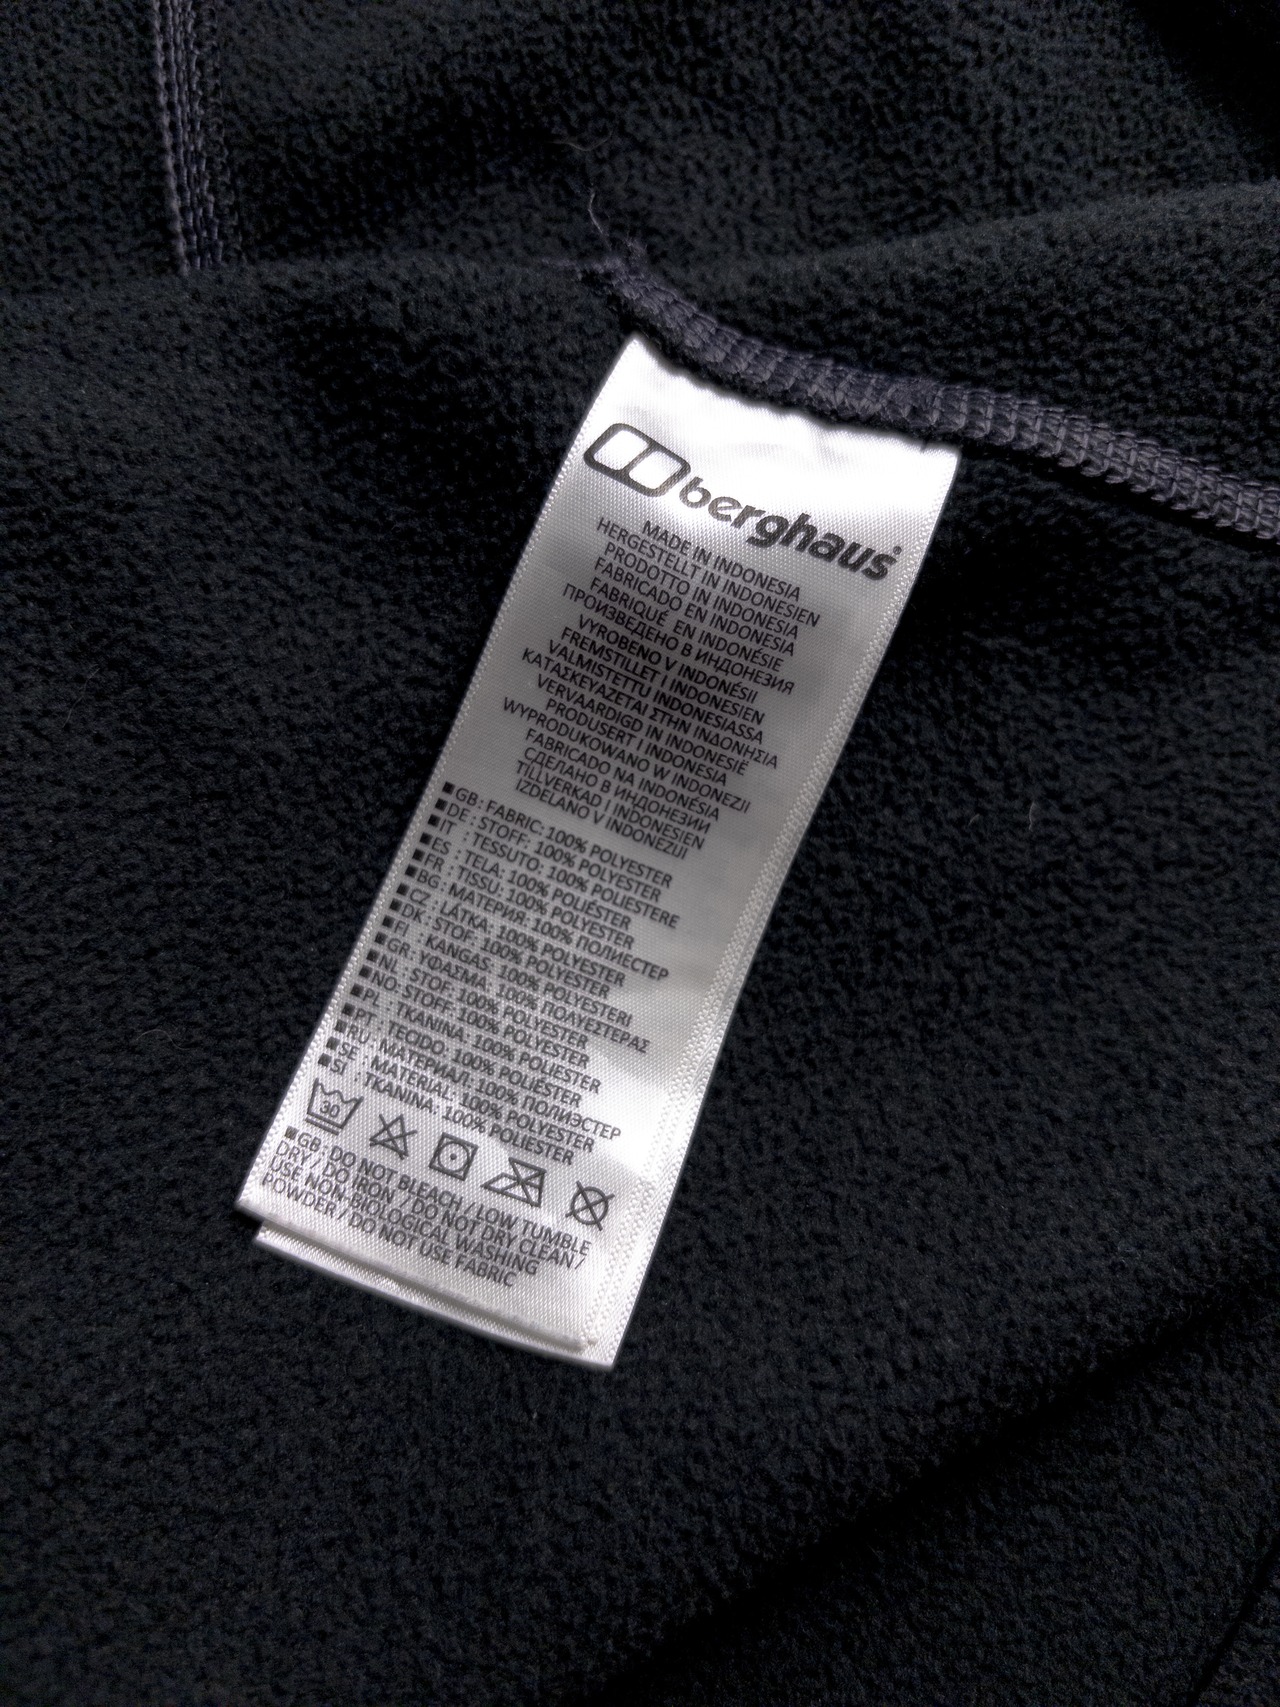 berghaus
MADE IN INDONESIA
HERGESTELLT IN INDONESIEN
PRODOTTO IN INDONESIA
FABRICADO EN INDONESIA
FABRIQUÉ EN INDONÉSIE
ПРОИЗВЕДЕНО В ИНДОНЕЗИЯ
VYROBENO V INDONÉSII
FREMSTILLET I INDONESIEN
VALMISTETTU INDONESIASSA
ΚΑΤΑΣΚΕΥΑΖΕΤΑΙ ΣΤΗΝ ΙΝΔΟΝΗΣΙΑ
VERVAARDIGD IN INDONESIË
PRODUSERT I INDONESIA
WYPRODUKOWANO W INDONEZJI
FABRICADO NA INDONÉSIA
СДЕЛАНО В ИНДОНЕЗИИ
TILLVERKAD I INDONESIEN
IZDELANO V INDONEZIJI
GB: FABRIC: 100% POLYESTER
DE: STOFF: 100% POLYESTER
IT : TESSUTO: 100% POLIESTERE
ES : TELA: 100% POLIÉSTER
FR : TISSU: 100% POLYESTER
BG: МАТЕРИЯ: 100% ПОЛИЕСТЕР
CZ : LÁTKA: 100% POLYESTER
DK : STOF: 100% POLYESTER
FI : KANGAS: 100% POLYESTERI
GR: ΥΦΑΣΜΑ: 100% ΠΟΛΥΕΣΤΕΡΑΣ
NL : STOF: 100% POLYESTER
NO: STOFF: 100% POLYESTER
PL : TKANINA: 100% POLYESTER
PT : TECIDO: 100% POLIÉSTER
RU : МАТЕРИАЛ: 100% ПОЛИЭСТЕР
SE : MATERIAL: 100% POLYESTER
SI : TKANINA: 100% POLIESTER
30
GB: DO NOT BLEACH / LOW TUMBLE
DRY / DO IRON / DO NOT DRY CLEAN /
USE NON-BIOLOGICAL WASHING
POWDER / DO NOT USE FABRIC